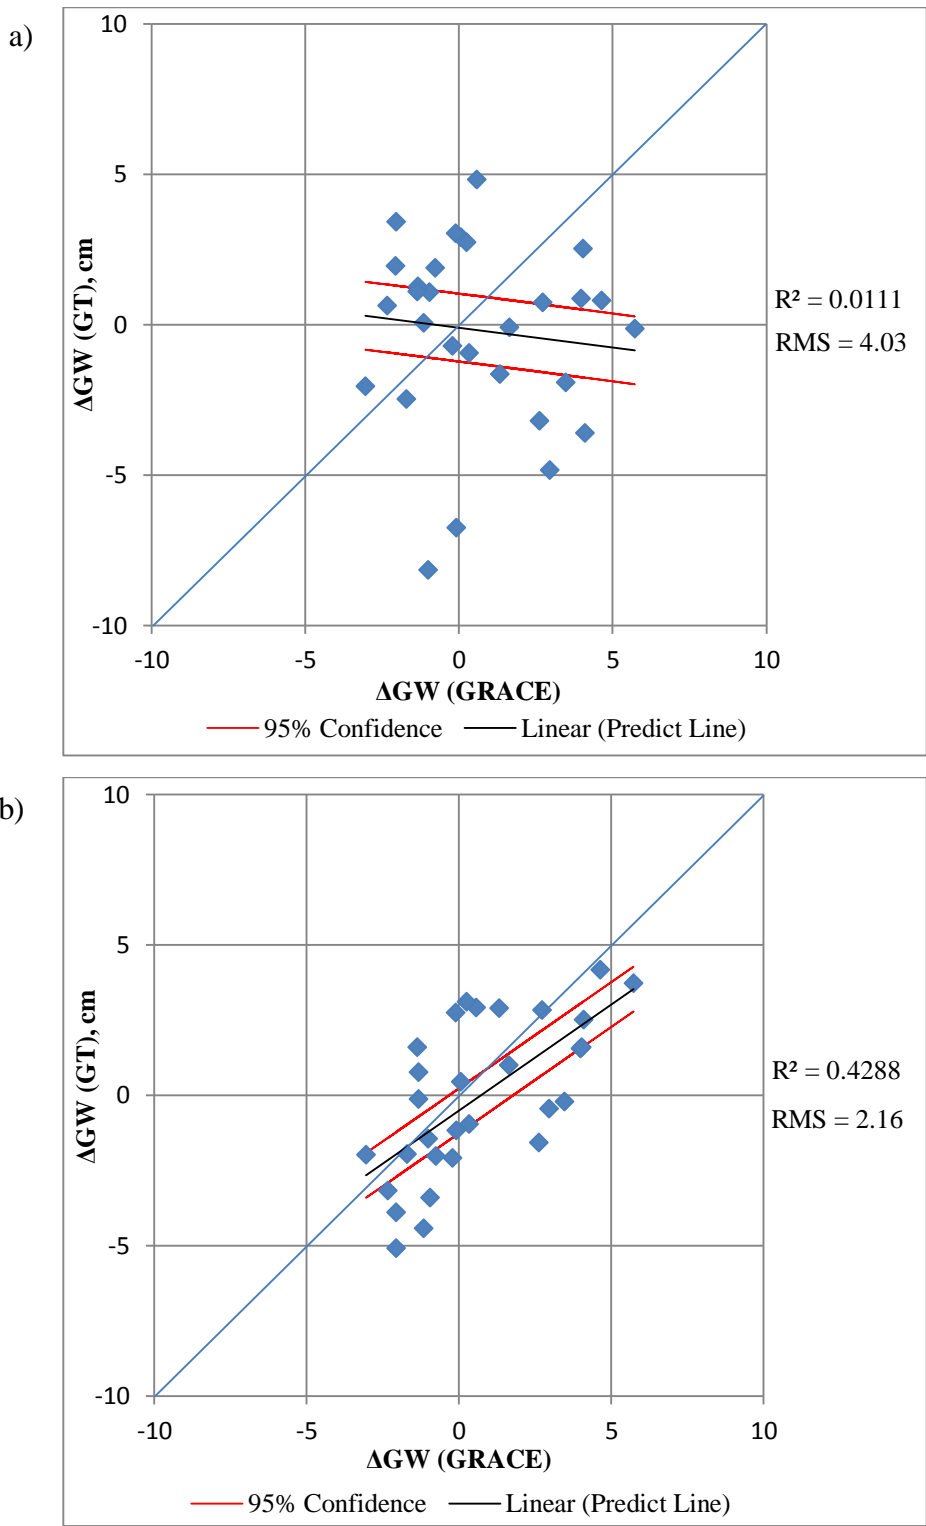 a)
10
5
0
-5
-10
ΔGW (GT), cm
-10 -5 0 5 10
ΔGW (GRACE)
R² = 0.0111
RMS = 4.03
95% Confidence Linear (Predict Line)
b)
10
5
0
-5
-10
ΔGW (GT), cm
-10 -5 0 5 10
ΔGW (GRACE)
R² = 0.4288
RMS = 2.16
95% Confidence Linear (Predict Line)